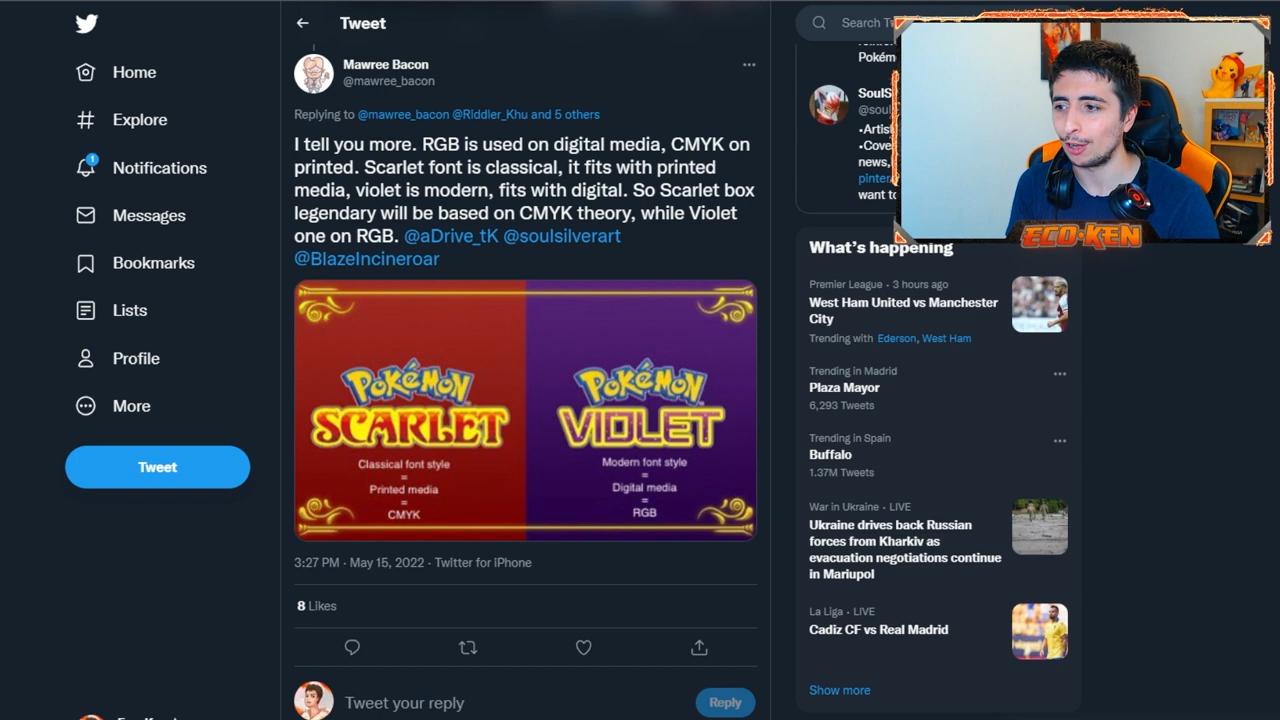 Home
Explore
1
Notifications
Messages
Bookmarks
Lists
Profile
More
Tweet
Tweet
Mawree Bacon
@mawree_bacon
Replying to @mawree_bacon @Riddler_Khu and 5 others
I tell you more. RGB is used on digital media, CMYK on
printed. Scarlet font is classical, it fits with printed
media, violet is modern, fits with digital. So Scarlet box
legendary will be based on CMYK theory, while Violet
one on RGB. @aDrive_tK @soulsilverart
@BlazeIncineroar
POKÉMON
SCARLET
Classical font style
=
Printed media
=
CMYK
POKÉMON
VIOLET
Modern font style
=
Digital media
=
RGB
3:27 PM · May 15, 2022 · Twitter for iPhone
8 Likes
Tweet your reply
Reply
Search
Pokém
SoulS
@soul
•Artis
•Cove
news,
pinter
want to
ECO-KEN
What's happening
Premier League · 3 hours ago
West Ham United vs Manchester
City
Trending with Ederson, West Ham
Trending in Madrid
Plaza Mayor
6,293 Tweets
Trending in Spain
Buffalo
1.37M Tweets
War in Ukraine · LIVE
Ukraine drives back Russian
forces from Kharkiv as
evacuation negotiations continue
in Mariupol
La Liga · LIVE
Cadiz CF vs Real Madrid
Show more